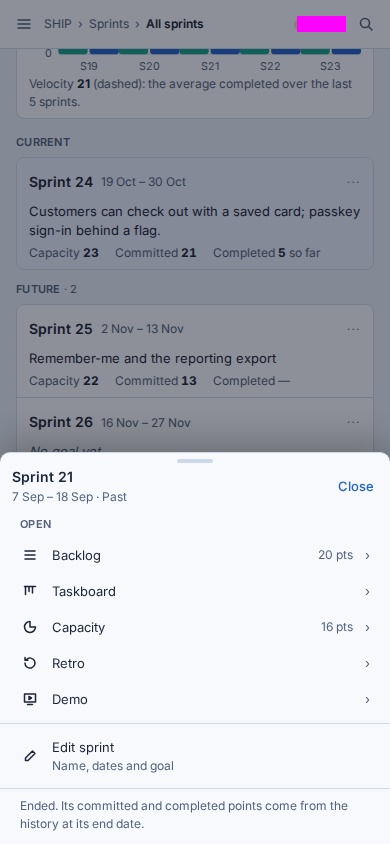 SHIP › Sprints › All sprints
0
S19 S20 S21 S22 S23
Velocity 21 (dashed): the average completed over the last
5 sprints.
CURRENT
Sprint 24 19 Oct – 30 Oct ···
Customers can check out with a saved card; passkey
sign-in behind a flag.
Capacity 23 Committed 21 Completed 5 so far
FUTURE · 2
Sprint 25 2 Nov – 13 Nov ···
Remember-me and the reporting export
Capacity 22 Committed 13 Completed —
Sprint 26 16 Nov – 27 Nov ···
No goal yet
Sprint 21
7 Sep – 18 Sep · Past
Close
OPEN
Backlog 20 pts ›
Taskboard ›
Capacity 16 pts ›
Retro ›
Demo ›
Edit sprint
Name, dates and goal
Ended. Its committed and completed points come from the
history at its end date.